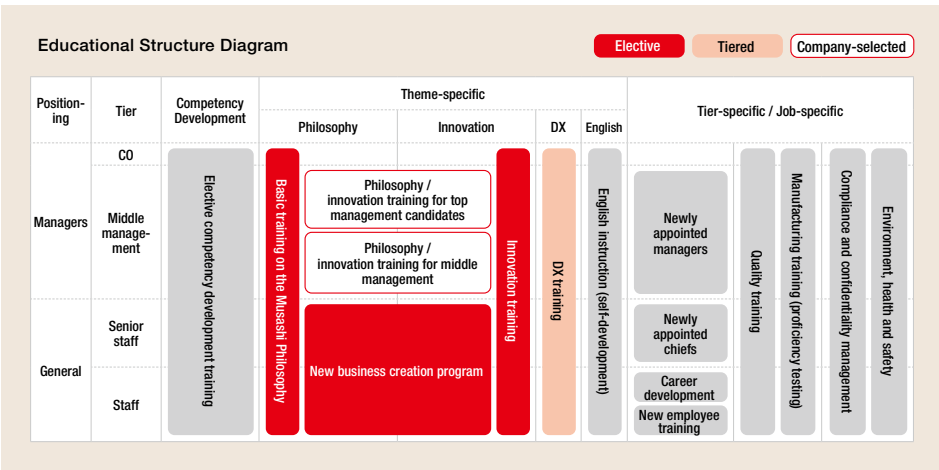 Educational Structure Diagram
Elective
Tiered
Company-selected
Position-
ing
Tier
Competency
Development
Theme-specific
Philosophy
Innovation
DX
English
Tier-specific / Job-specific
Managers
General
CO
Middle
manage-
ment
Senior
staff
Staff
Elective competency development training
Basic training on the Musashi Philosophy
Philosophy /
innovation training for top
management candidates
Philosophy /
innovation training for middle
management
New business creation program
Innovation training
DX training
English instruction (self-development)
Newly
appointed
managers
Newly
appointed
chiefs
Career
development
New employee
training
Quality training
Manufacturing training (proficiency testing)
Compliance and confidentiality management
Environment, health and safety